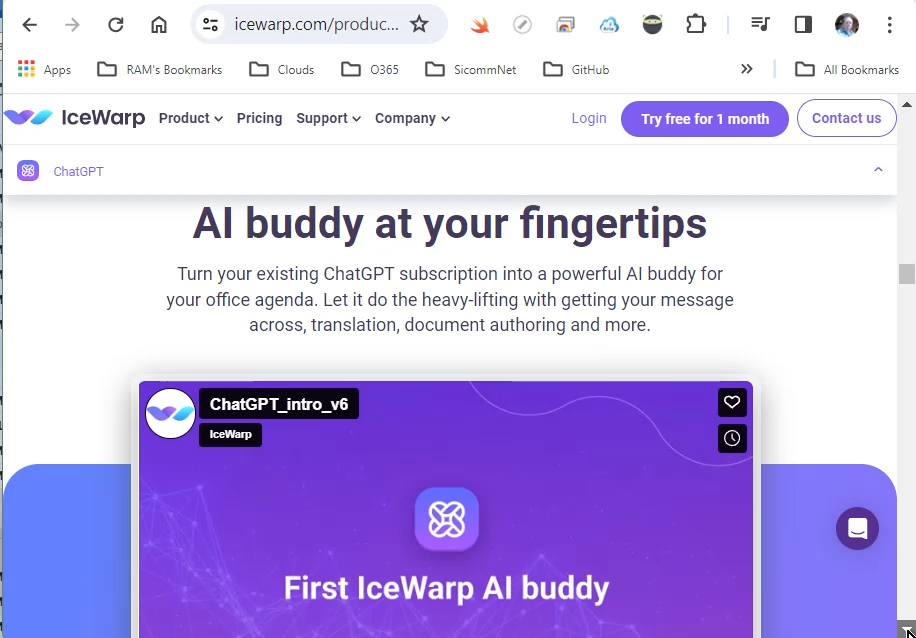 icewarp.com/produc...
Apps
RAM's Bookmarks
Clouds
O365
SicommNet
GitHub
All Bookmarks
IceWarp
Product
Pricing
Support
Company
Login
Try free for 1 month
Contact us
ChatGPT
AI buddy at your fingertips
Turn your existing ChatGPT subscription into a powerful AI buddy for
your office agenda. Let it do the heavy-lifting with getting your message
across, translation, document authoring and more.
ChatGPT_intro_v6
IceWarp
First IceWarp AI buddy